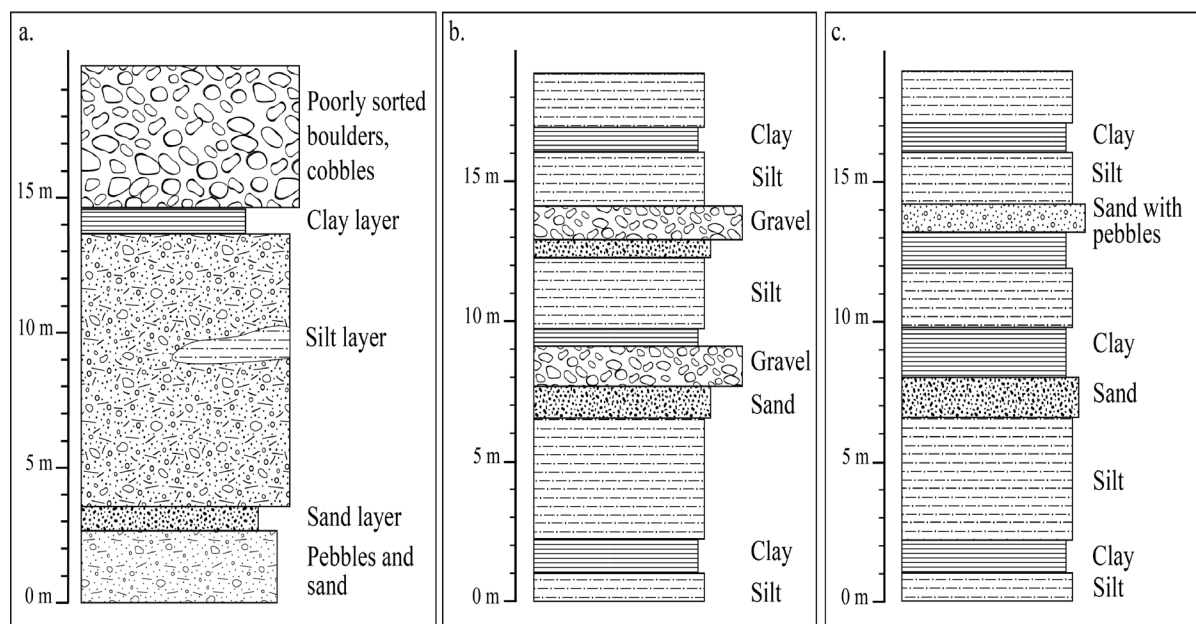 a.
Poorly sorted
boulders,
cobbles
15 m
Clay layer
10 m
Silt layer
5 m
Sand layer
Pebbles and
sand
0 m
b.
Clay
15 m
Silt
Gravel
10 m
Silt
Gravel
Sand
5 m
Clay
0 m
Silt
c.
Clay
15 m
Silt
Sand with
pebbles
10 m
Clay
Sand
5 m
Silt
Clay
0 m
Silt